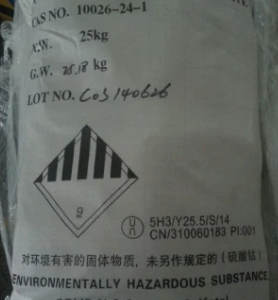 CAS NO. 10026-24-1
N.W. 25kg
G.W. 25.18 kg
LOT NO. COS140626
9
un
5H3/Y25.5/S/14
CN/310060183 PI:001
对环境有害的固体物质，未另作规定的（硫酸钴）
ENVIRONMENTALLY HAZARDOUS SUBSTANCE